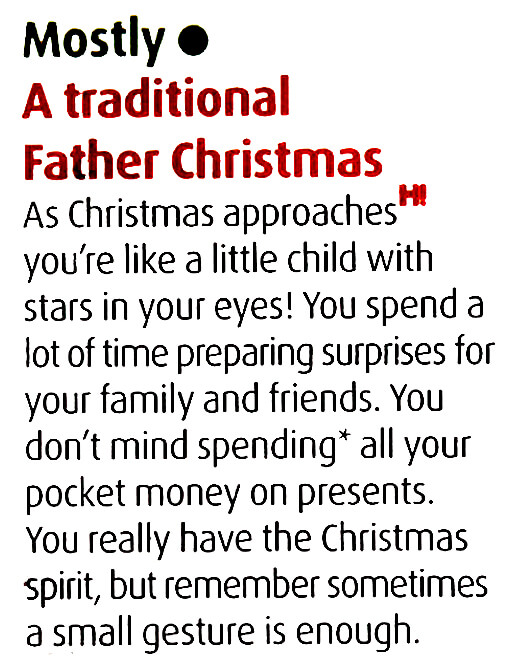 Mostly ●
A traditional
Father Christmas
As Christmas approaches H!
you're like a little child with
stars in your eyes! You spend a
lot of time preparing surprises for
your family and friends. You
don't mind spending* all your
pocket money on presents.
You really have the Christmas
spirit, but remember sometimes
a small gesture is enough.